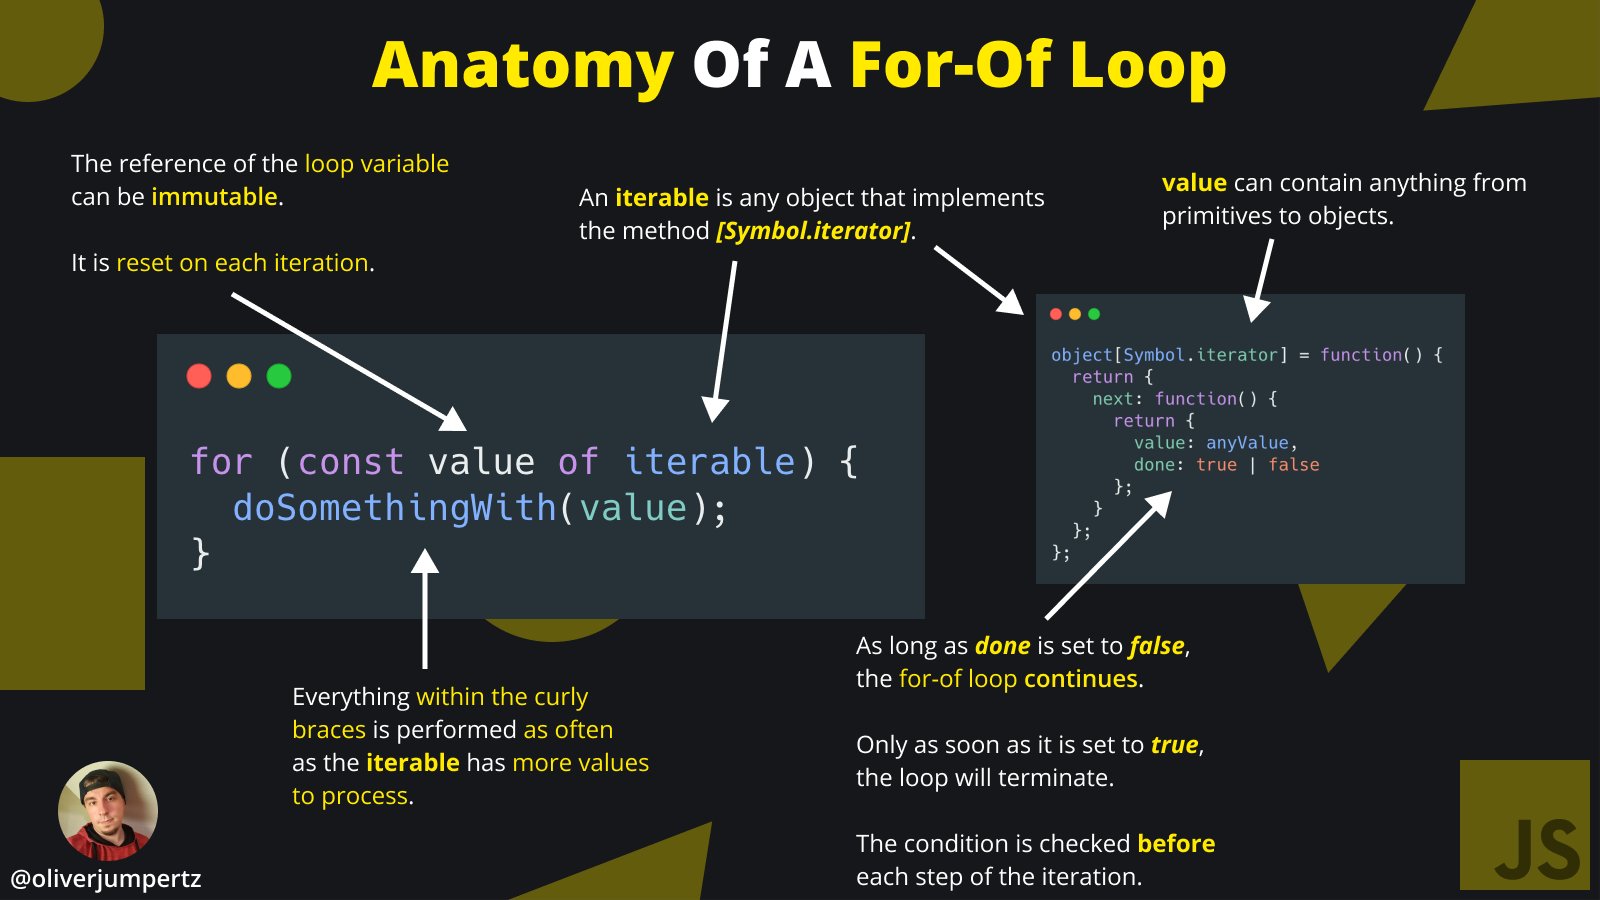 Anatomy Of A For-Of Loop
The reference of the loop variable
can be immutable.
It is reset on each iteration.
An iterable is any object that implements
the method [Symbol.iterator].
value can contain anything from
primitives to objects.
for (const value of iterable) {
  doSomethingWith(value);
}
object[Symbol.iterator] = function() {
  return {
    next: function() {
      return {
        value: anyValue,
        done: true | false
      };
    }
  };
};
Everything within the curly
braces is performed as often
as the iterable has more values
to process.
As long as done is set to false,
the for-of loop continues.
Only as soon as it is set to true,
the loop will terminate.
The condition is checked before
each step of the iteration.
@oliverjumpertz
JS